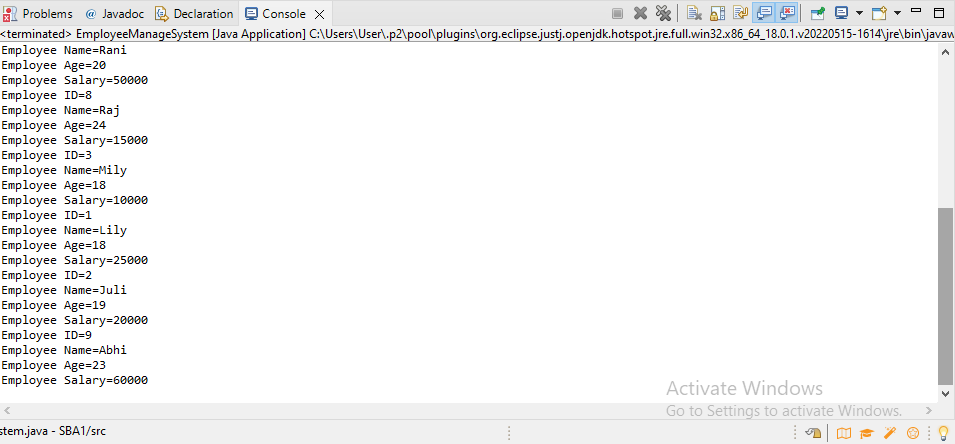 Problems @ Javadoc Declaration Console
<terminated> EmployeeManageSystem [Java Application] C:\Users\User\.p2\pool\plugins\org.eclipse.justj.openjdk.hotspot.jre.full.win32.x86_64_18.0.1.v20220515-1614\jre\bin\javaw
Employee Name=Rani
Employee Age=20
Employee Salary=50000
Employee ID=8
Employee Name=Raj
Employee Age=24
Employee Salary=15000
Employee ID=3
Employee Name=Mily
Employee Age=18
Employee Salary=10000
Employee ID=1
Employee Name=Lily
Employee Age=18
Employee Salary=25000
Employee ID=2
Employee Name=Juli
Employee Age=19
Employee Salary=20000
Employee ID=9
Employee Name=Abhi
Employee Age=23
Employee Salary=60000
Activate Windows
Go to Settings to activate Windows.
stem.java - SBA1/src